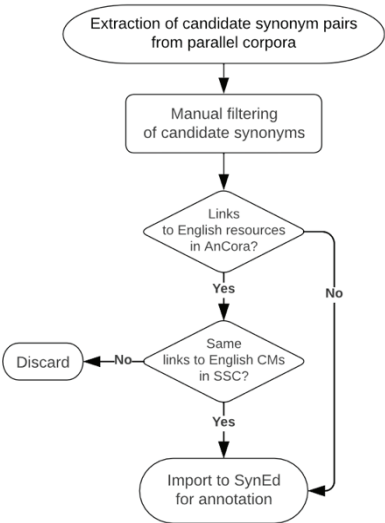 Extraction of candidate synonym pairs
from parallel corpora
Manual filtering
of candidate synonyms
Links
to English resources
in AnCora?
Yes
No
Same
links to English CMs
in SSC?
No
Discard
Yes
Import to SynEd
for annotation